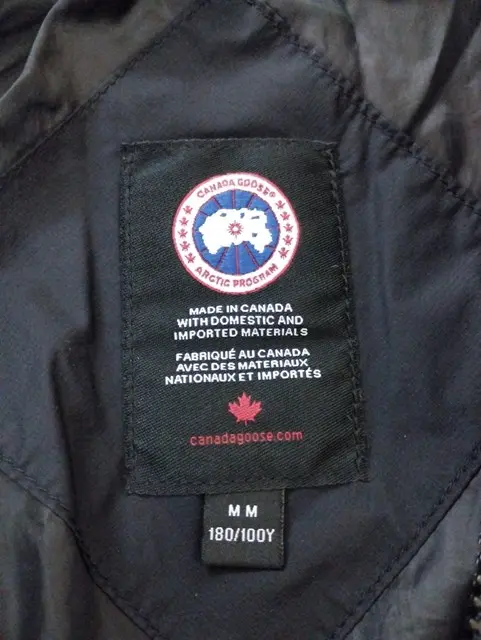 CANADA GOOSE®
ARCTIC PROGRAM
MADE IN CANADA
WITH DOMESTIC AND
IMPORTED MATERIALS
FABRIQUÉ AU CANADA
AVEC DES MATERIAUX
NATIONAUX ET IMPORTÉS
canadagoose.com
M M
180/100Y